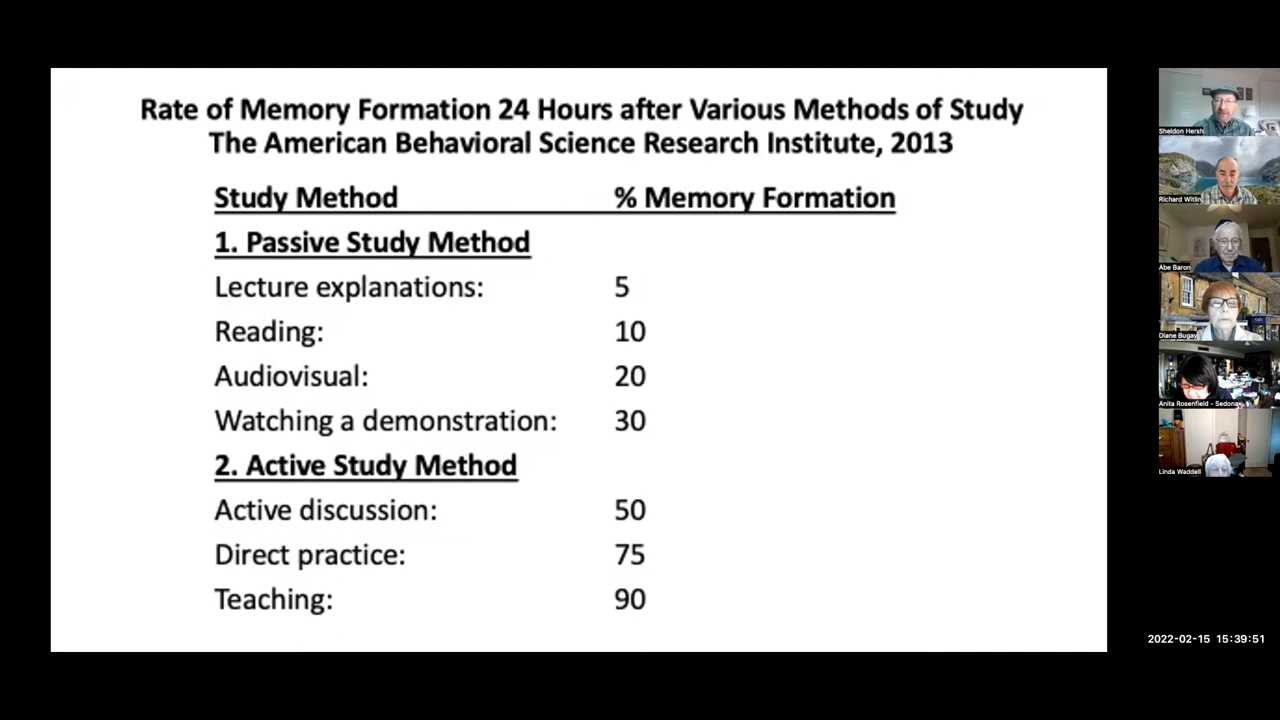 Rate of Memory Formation 24 Hours after Various Methods of Study
The American Behavioral Science Research Institute, 2013
Study Method % Memory Formation
1. Passive Study Method
Lecture explanations: 5
Reading: 10
Audiovisual: 20
Watching a demonstration: 30
2. Active Study Method
Active discussion: 50
Direct practice: 75
Teaching: 90
Sheldon Hersh
Richard Witlin
Abe Baron
Diane Bugay
Anita Rosenfield - Sedona
Linda Waddell
2022-02-15 15:39:51